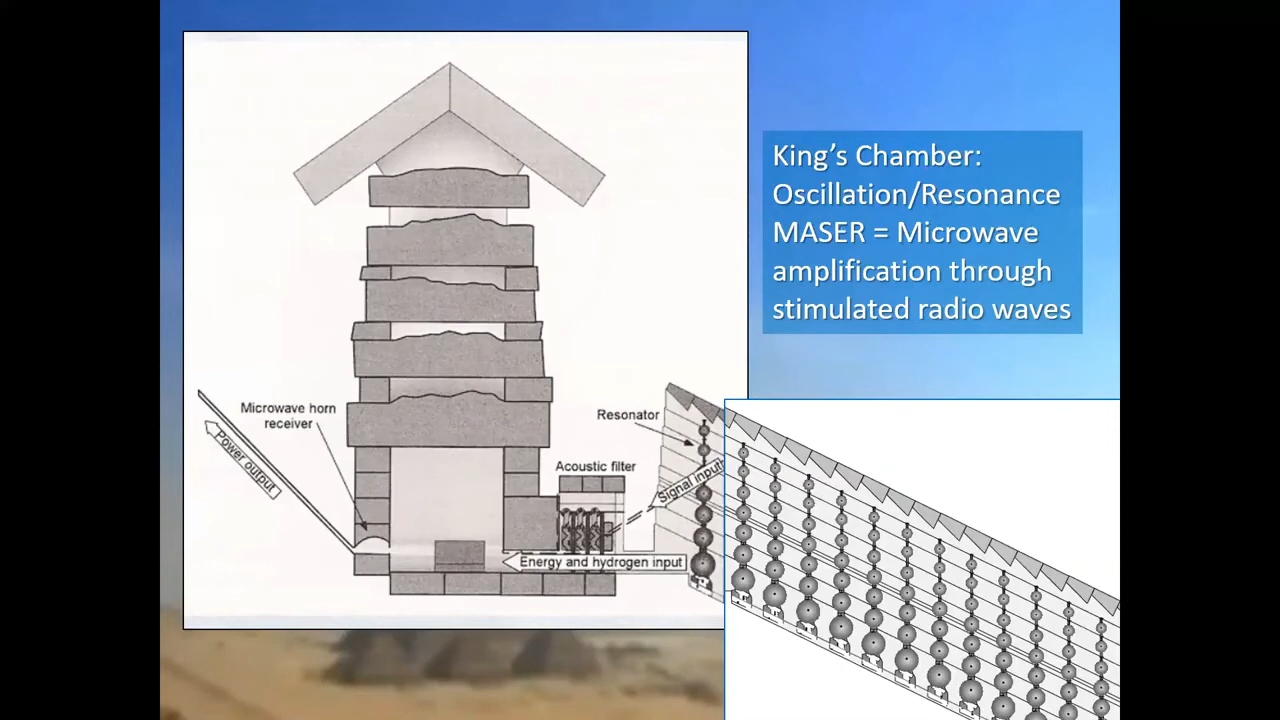 King's Chamber:
Oscillation/Resonance
MASER = Microwave
amplification through
stimulated radio waves
Microwave horn
receiver
Power output
Resonator
Acoustic filter
Signal input
Energy and hydrogen input